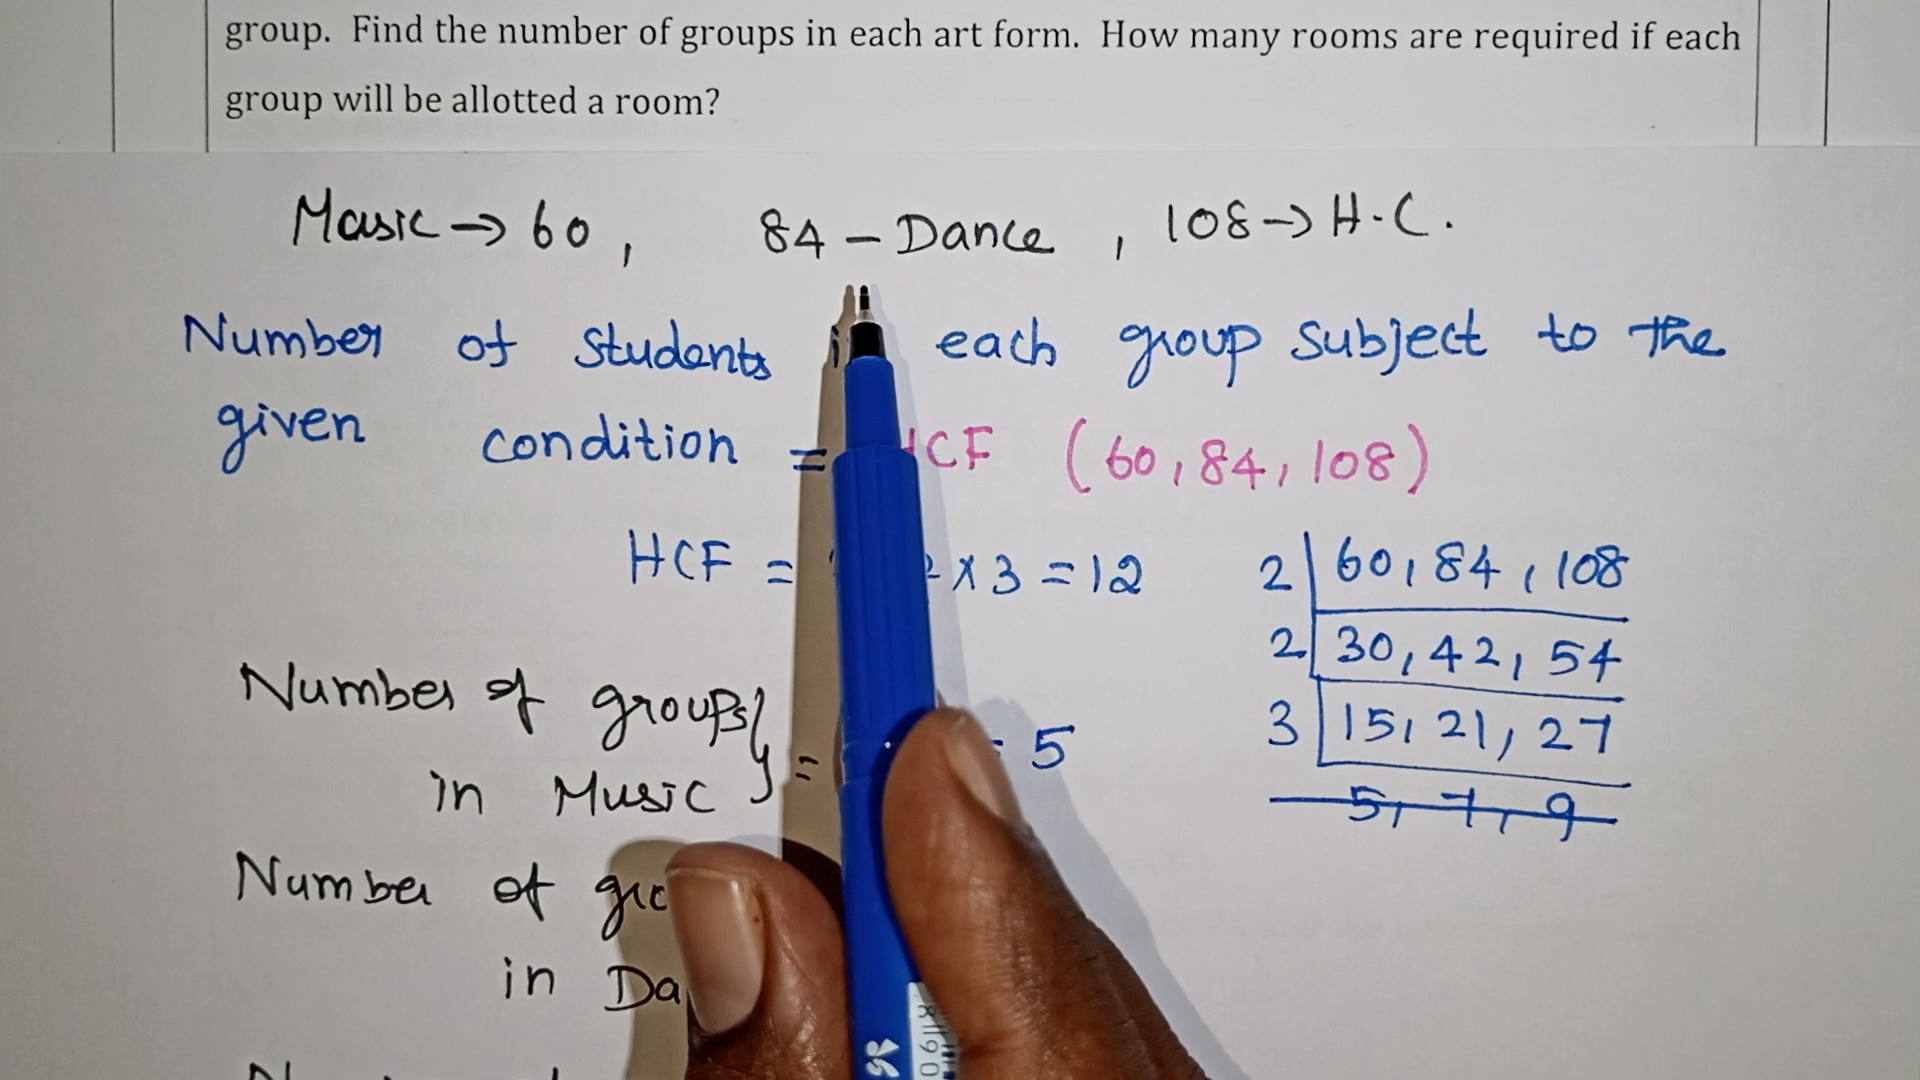 group. Find the number of groups in each art form. How many rooms are required if each
group will be allotted a room?
Music → 60, 84 - Dance, 108 → H.C.
Number of students each group subject to the
given condition = HCF (60, 84, 108)
HCF = 2 × 3 = 12
2 | 60, 84, 108
2 | 30, 42, 54
3 | 15, 21, 27
5, 7, 9
Number of groups
in Music } = = 5
Number of
in